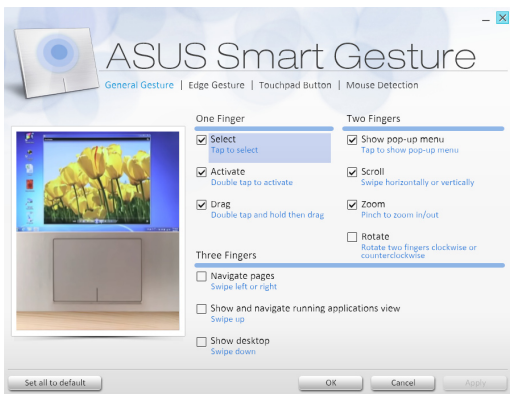 ASUS Smart Gesture
General Gesture | Edge Gesture | Touchpad Button | Mouse Detection
One Finger
Select
Tap to select
Activate
Double tap to activate
Drag
Double tap and hold then drag
Two Fingers
Show pop-up menu
Tap to show pop-up menu
Scroll
Swipe horizontally or vertically
Zoom
Pinch to zoom in/out
Rotate
Rotate two fingers clockwise or
counterclockwise
Three Fingers
Navigate pages
Swipe left or right
Show and navigate running applications view
Swipe up
Show desktop
Swipe down
Set all to default
OK
Cancel
Apply